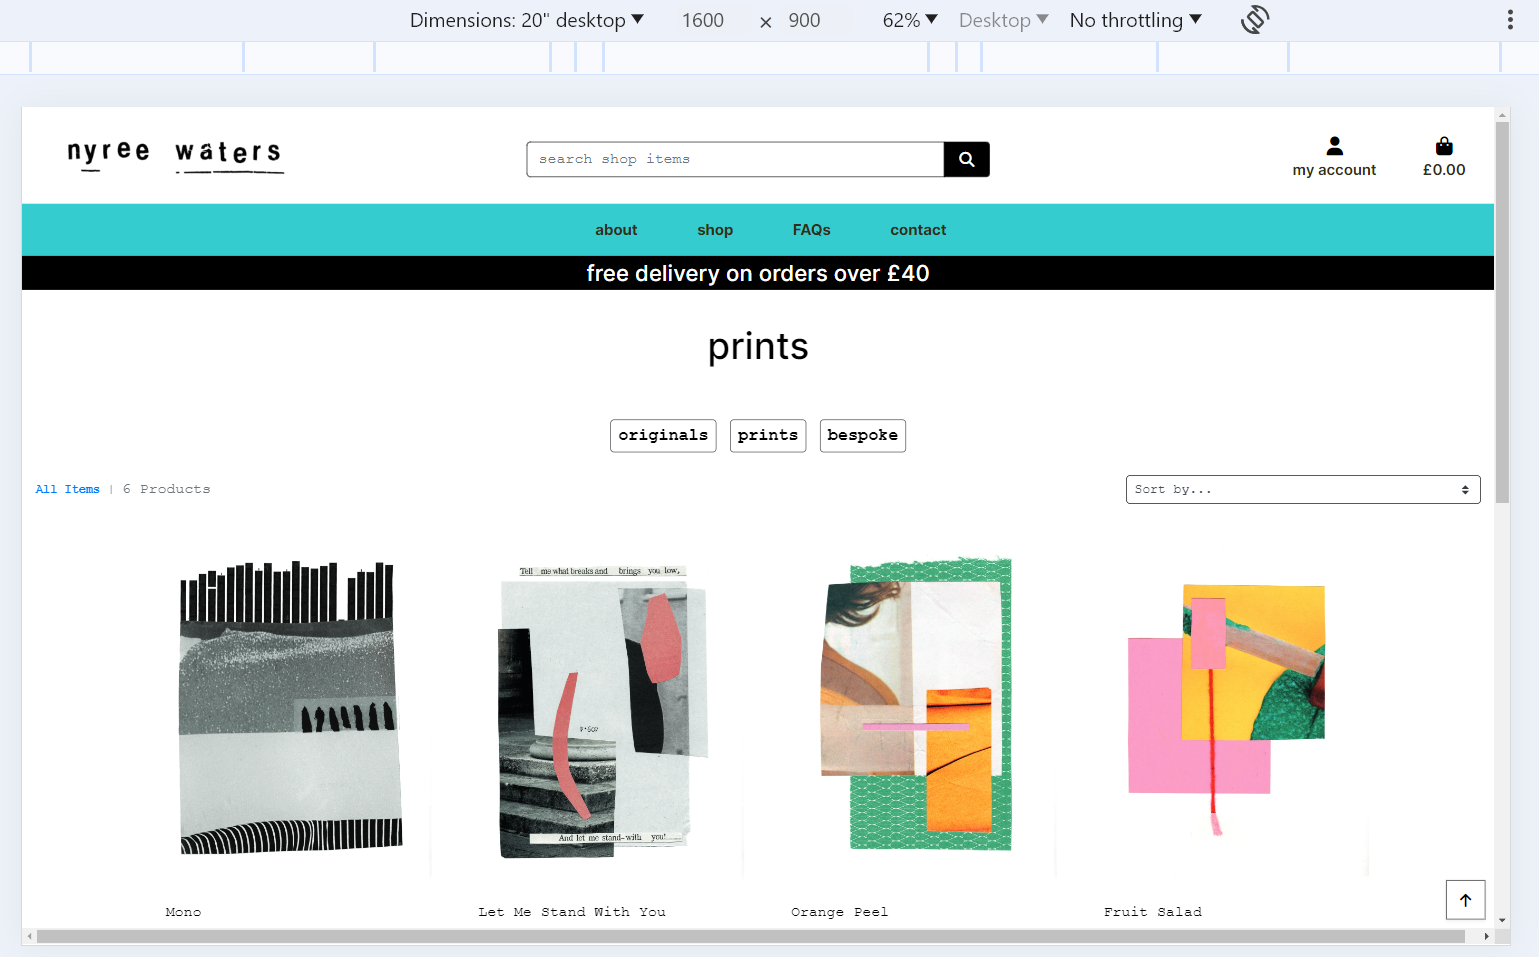 Dimensions: 20" desktop ▼ 1600 × 900 62% ▼ Desktop ▼ No throttling ▼
nyree waters
search shop items
my account
£0.00
about shop FAQs contact
free delivery on orders over £40
prints
originals prints bespoke
All Items | 6 Products
Sort by...
Tell me what breaks and brings you low,
And let me stand with you!
Mono
Let Me Stand With You
Orange Peel
Fruit Salad